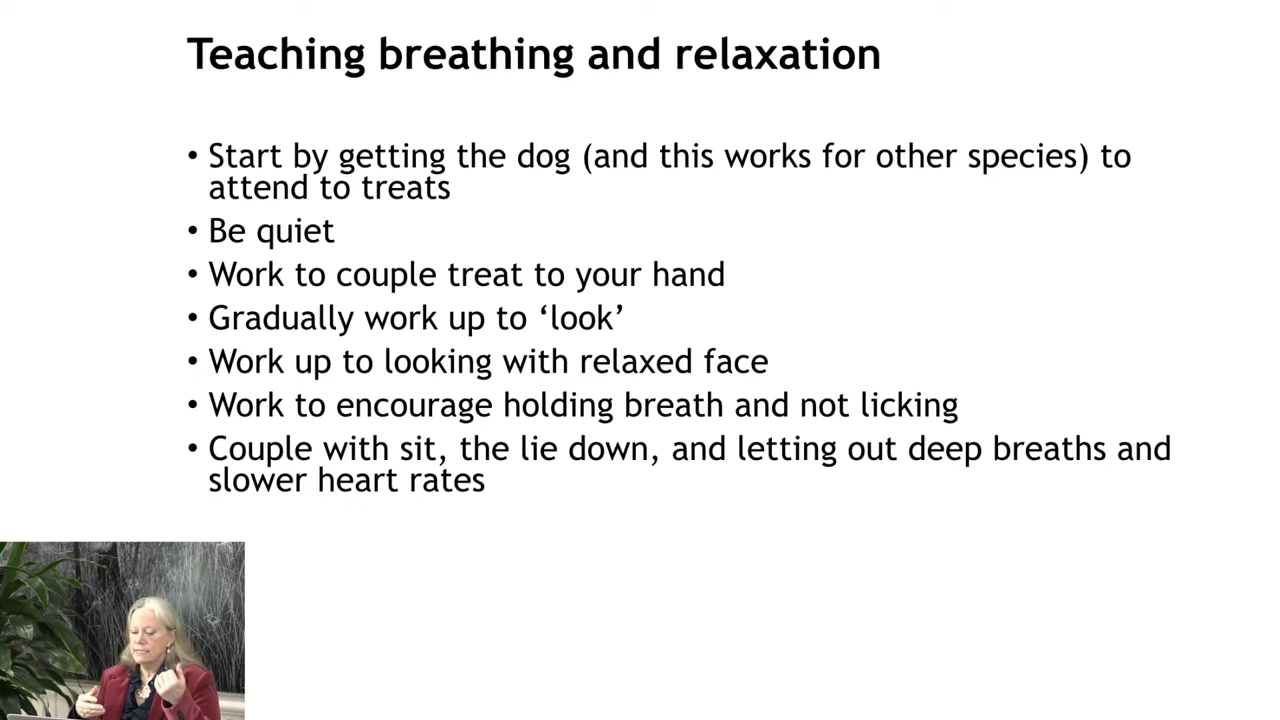 Teaching breathing and relaxation
• Start by getting the dog (and this works for other species) to
attend to treats
• Be quiet
• Work to couple treat to your hand
• Gradually work up to ‘look’
• Work up to looking with relaxed face
• Work to encourage holding breath and not licking
• Couple with sit, the lie down, and letting out deep breaths and
slower heart rates